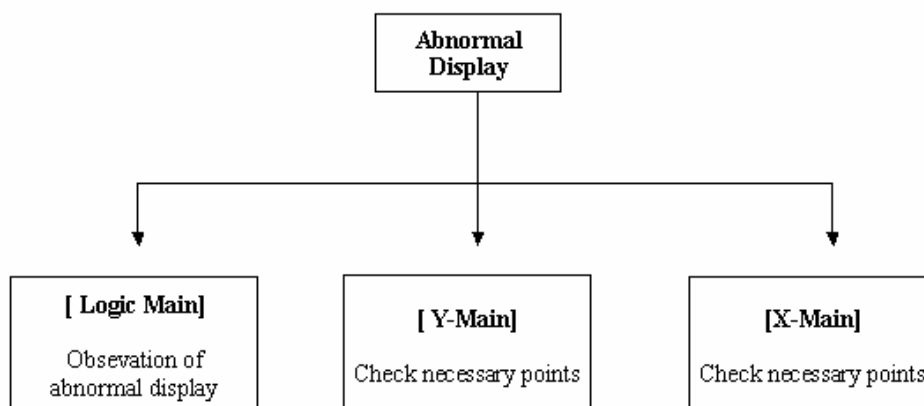 Abnormal
Display
[ Logic Main]
Obsevation of
abnormal display
[ Y-Main]
Check necessary points
[X-Main]
Check necessary points